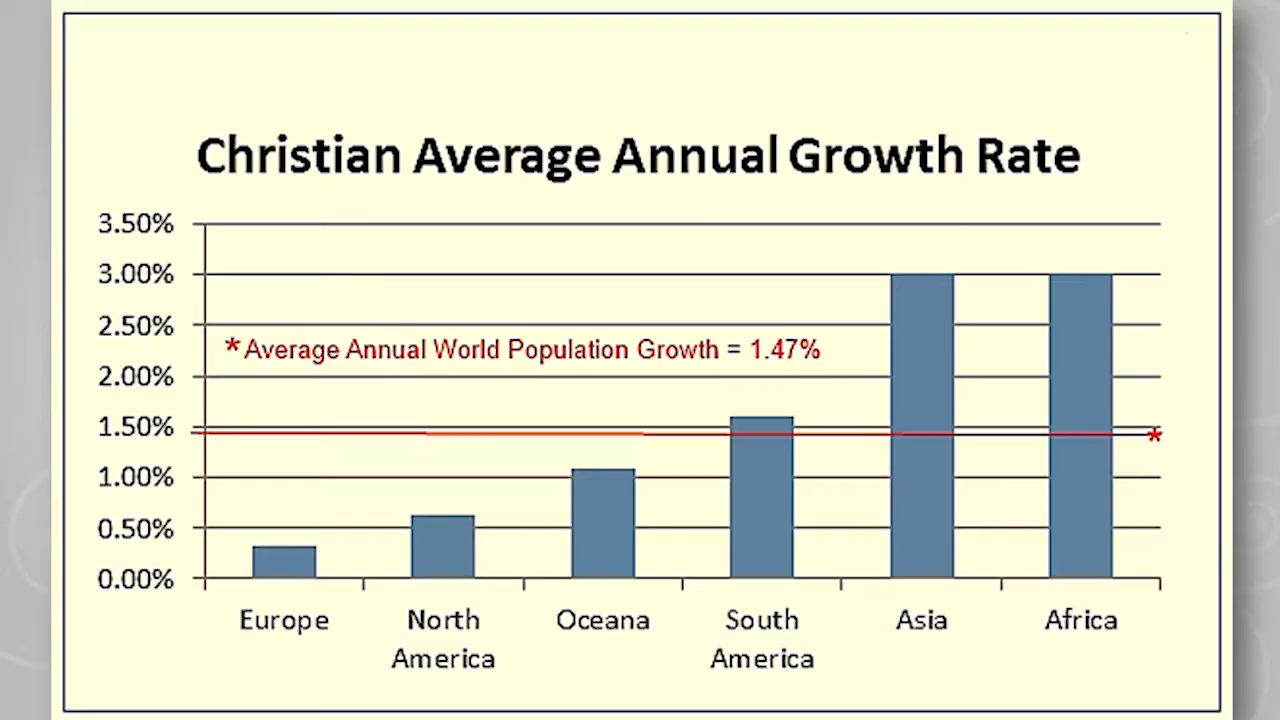 Christian Average Annual Growth Rate
3.50%
3.00%
2.50%
* Average Annual World Population Growth = 1.47%
2.00%
1.50%
*
1.00%
0.50%
0.00%
Europe
North
America
Oceana
South
America
Asia
Africa